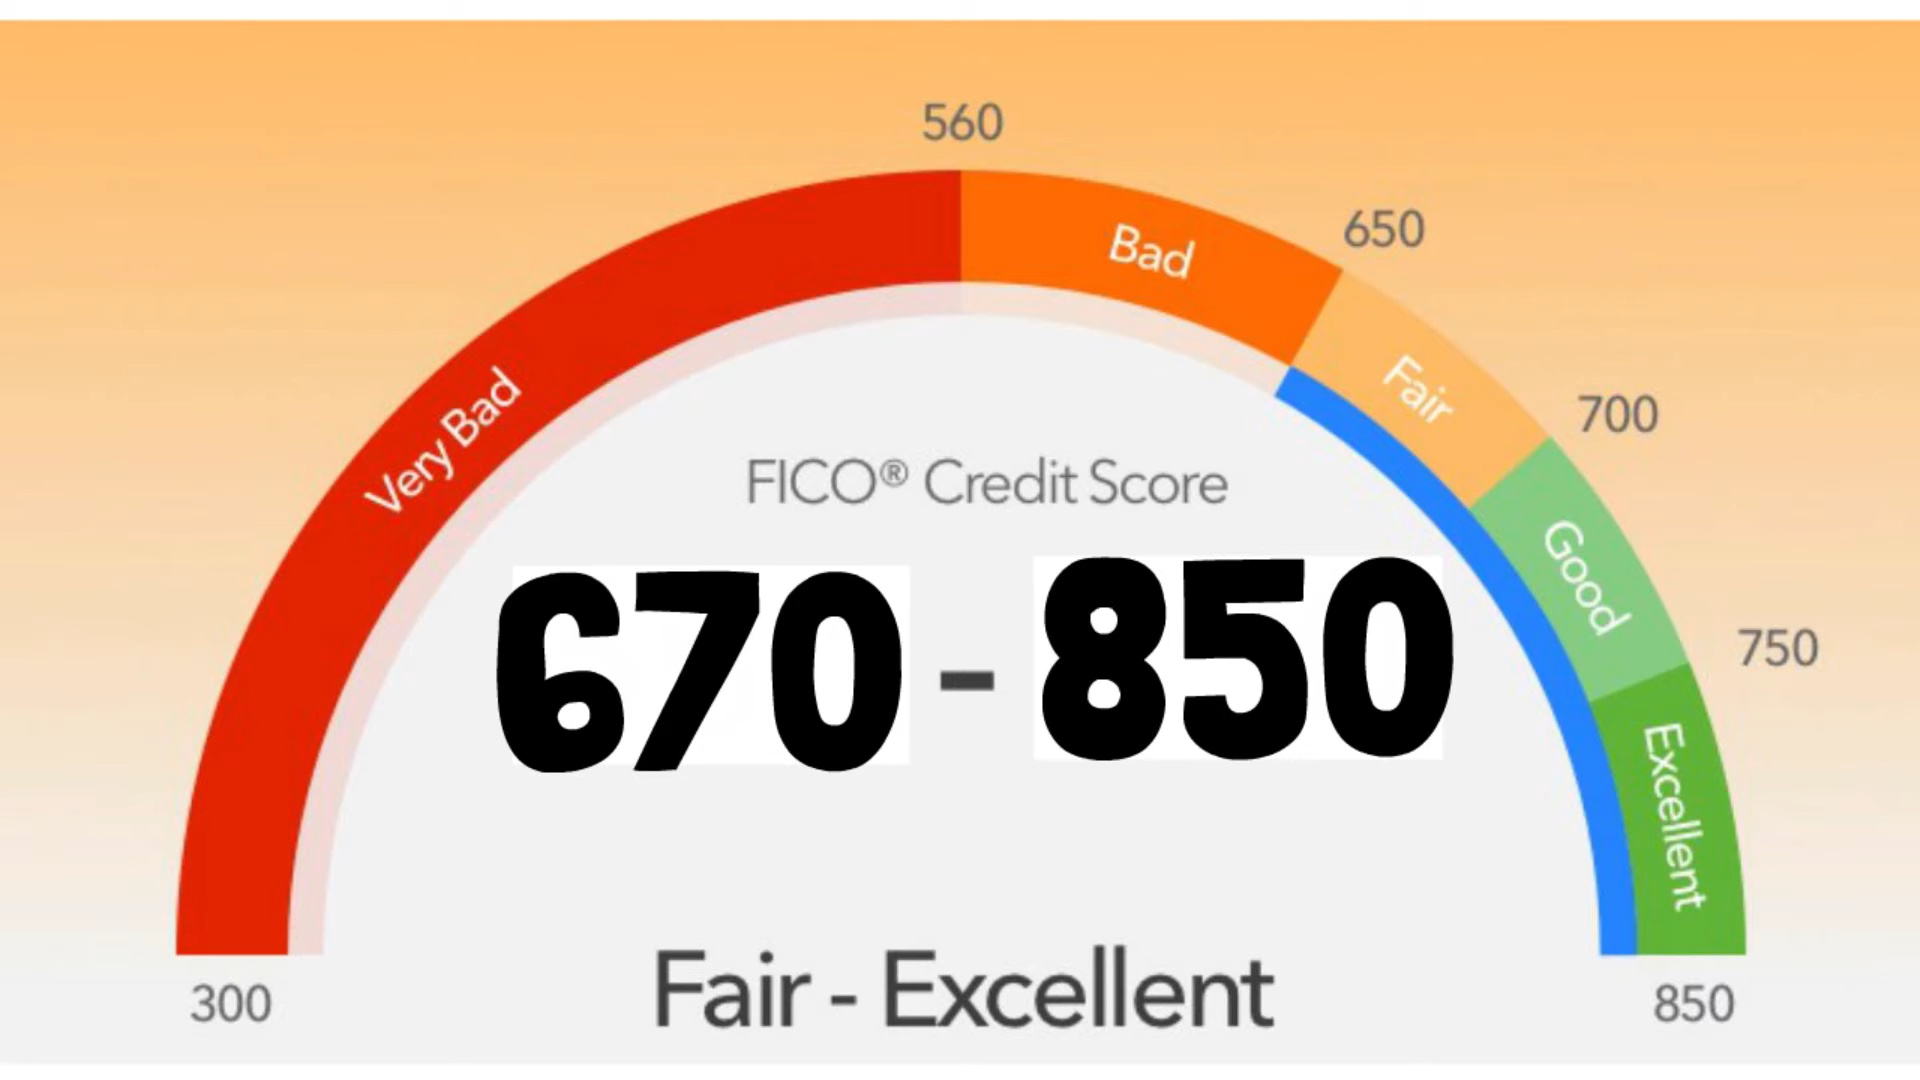 560
650
Bad
Fair
700
Very Bad
FICO® Credit Score
Good
670 - 850
750
Excellent
Fair - Excellent
300
850